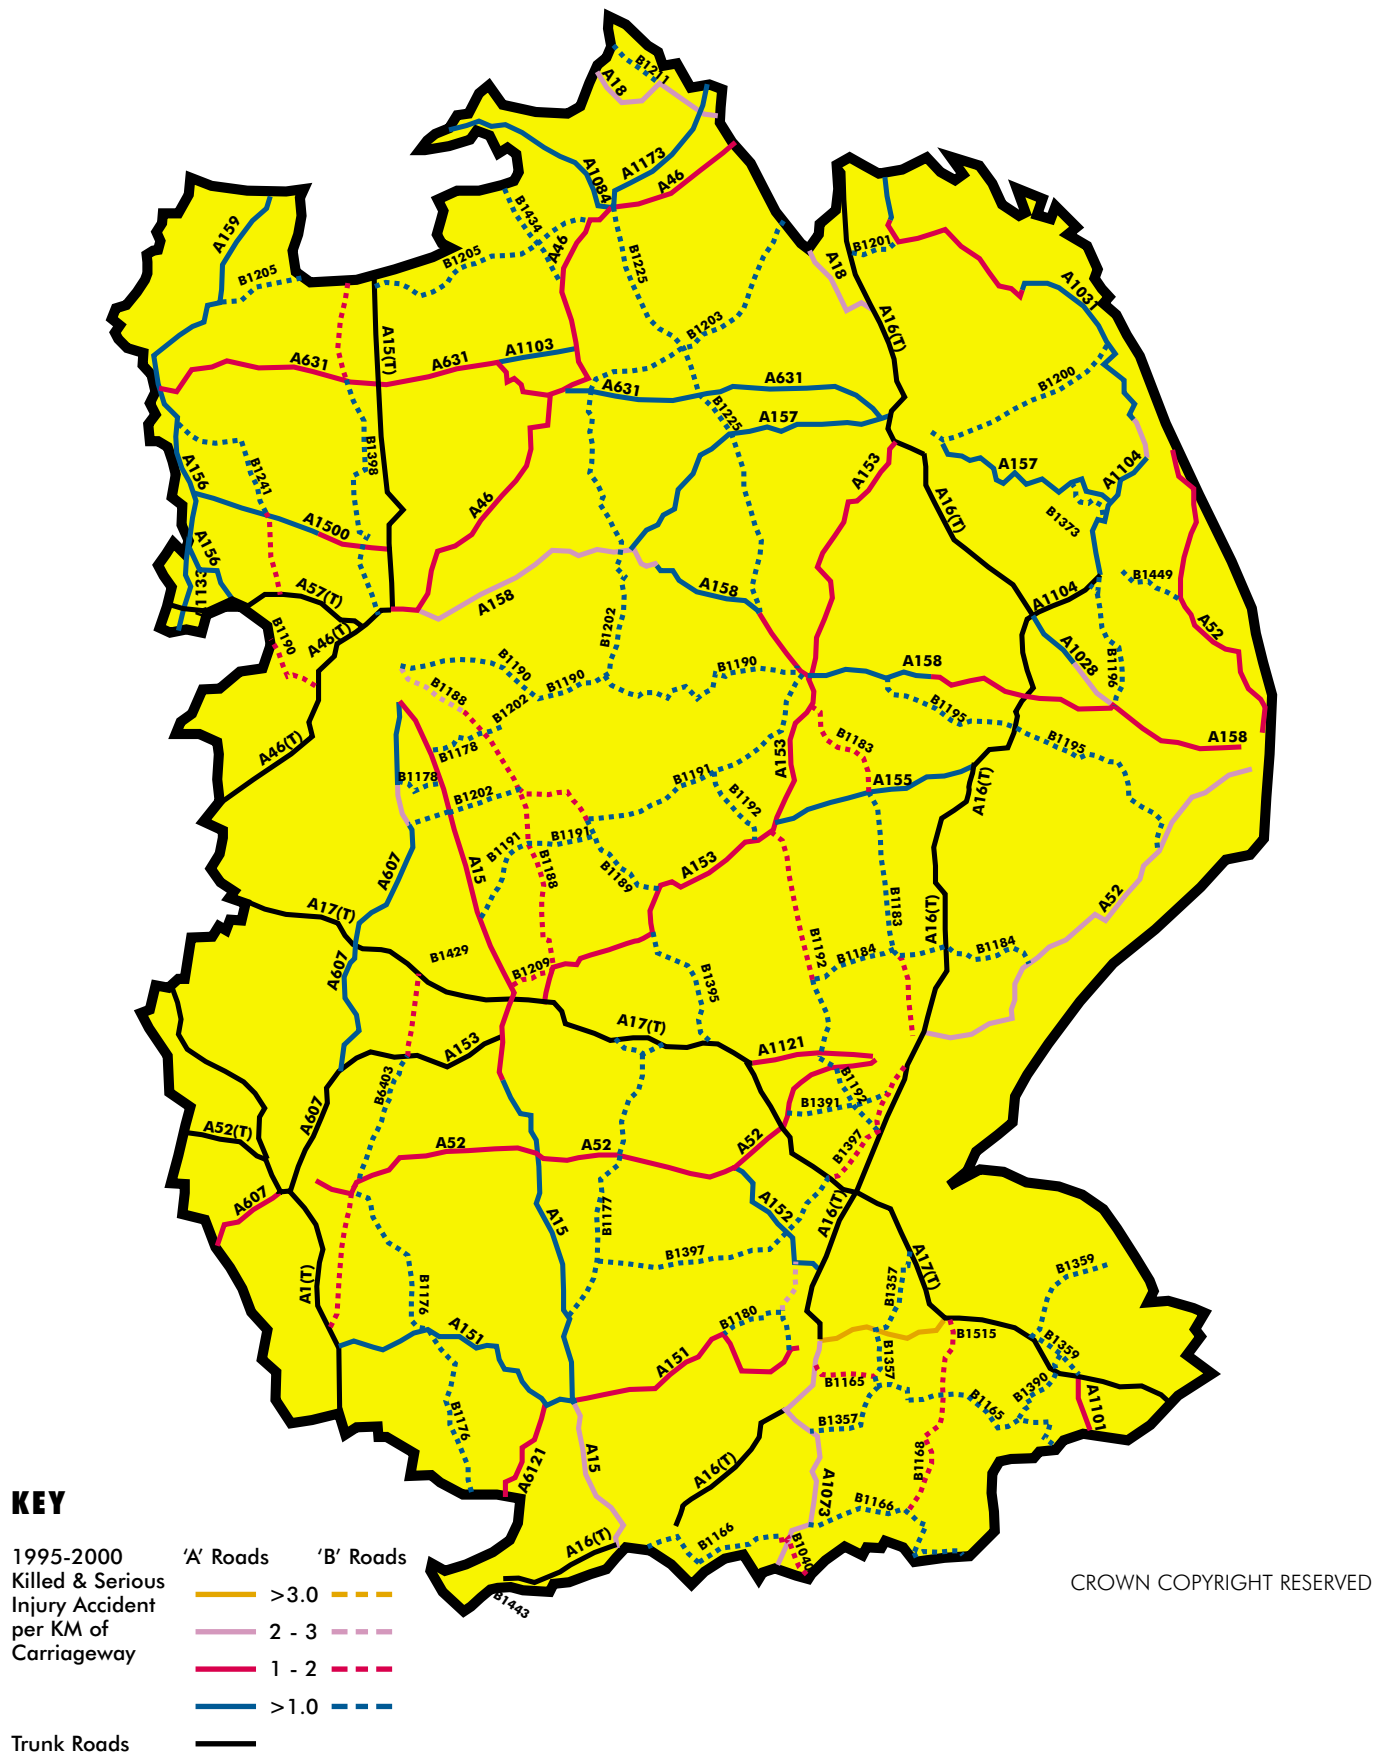 B1211
A18
A1173
A1084
A46
B1434
A159
B1205
B1205
A46
B1225
B1201
A18
A1031
A16(T)
B1203
A15(T)
A631
A631
A1103
A631
A631
B1200
B1225
A157
B1398
A153
A157
A1104
A156
B1241
A46
A16(T)
A1500
B1373
A156
1133
A57(T)
A158
A158
B1449
A1104
A52
B1190
A46(T)
B1202
A1028
B1196
B1190
B1190
B1190
A158
B1188
B1202
B1195
A46(T)
B1178
B1183
B1195
A158
A153
B1178
B1191
A155
A16(T)
B1202
B1192
B1191
B1191
A607
A15
B1188
B1189
A153
A52
A17(T)
B1183
A16(T)
B1192
B1184
B1184
B1429
A607
B1209
B1395
A17(T)
A153
A1121
B6403
B1192
A607
B1391
A52(T)
A52
A52
A52
B1397
A607
A15
B1177
A152
A16(T)
B1397
A17(T)
B1359
A1(T)
B1176
B1357
B1180
A151
B1515
B1359
A151
B1357
B1165
B1390
B1165
A1101
B1176
B1357
A6121
A15
A16(T)
B1168
A1073
B1166
A16(T)
B1166
B1040
B1443
KEY
1995-2000 'A' Roads 'B' Roads
Killed & Serious
Injury Accident
per KM of
Carriageway
>3.0
2 - 3
1 - 2
>1.0
Trunk Roads
CROWN COPYRIGHT RESERVED